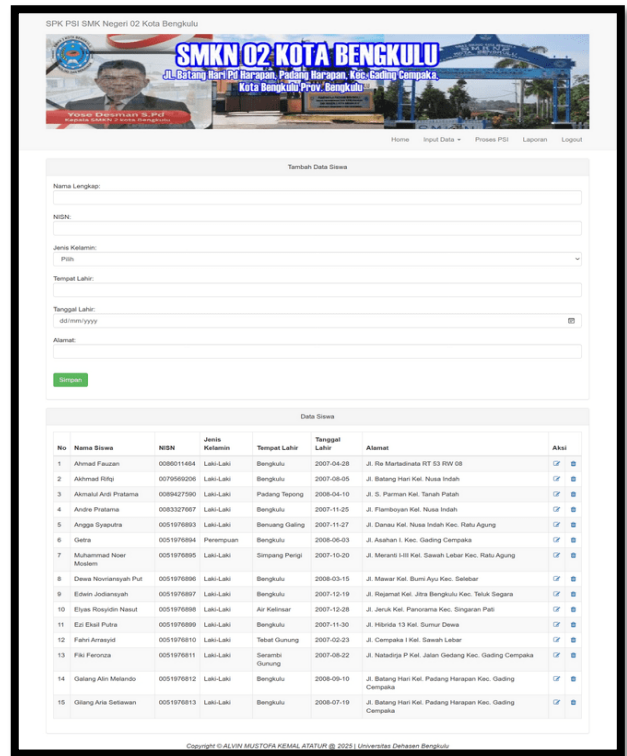 SPK PSI SMK Negeri 02 Kota Bengkulu
SMKN 02 KOTA BENGKULU
Jl. Batang Hari Pd Harapan, Padang Harapan, Kec. Gading Cempaka,
Kota Bengkulu Prov. Bengkulu
Yose Desman S.Pd
Kepala SMKN 2 Kota Bengkulu
Home Input Data Proses PSI Laporan Logout
Tambah Data Siswa
Nama Lengkap:
NISN:
Jenis Kelamin:
Pilih
Tempat Lahir:
Tanggal Lahir:
dd/mm/yyyy
Alamat:
Simpan
Data Siswa
No Nama Siswa NISN Jenis Kelamin Tempat Lahir Tanggal Lahir Alamat Aksi
1 Ahmad Fauzan 0086011464 Laki-Laki Bengkulu 2007-04-28 Jl. Re Martadinata RT 53 RW 08
2 Akhmad Rifqi 0079569206 Laki-Laki Bengkulu 2007-08-05 Jl. Batang Hari Kel. Nusa Indah
3 Akmalul Ardi Pratama 0089427590 Laki-Laki Padang Tepong 2008-04-10 Jl. S. Parman Kel. Tanah Patah
4 Andre Pratama 0083327667 Laki-Laki Bengkulu 2007-11-25 Jl. Flamboyan Kel. Nusa Indah
5 Angga Syaputra 0051976893 Laki-Laki Benuang Galing 2007-11-27 Jl. Danau Kel. Nusa Indah Kec. Ratu Agung
6 Getra 0051976894 Perempuan Bengkulu 2008-06-03 Jl. Asahan I. Kec. Gading Cempaka
7 Muhammad Noer Moslem 0051976895 Laki-Laki Simpang Perigi 2007-10-20 Jl. Meranti I-III Kel. Sawah Lebar Kec. Ratu Agung
8 Dewa Novriansyah Put 0051976896 Laki-Laki Bengkulu 2008-03-15 Jl. Mawar Kel. Bumi Ayu Kec. Selebar
9 Edwin Jodiansyah 0051976897 Laki-Laki Bengkulu 2007-12-19 Jl. Rejamat Kel. Jitra Bengkulu Kec. Teluk Segara
10 Elyas Rosyidin Nasut 0051976898 Laki-Laki Air Kelinsar 2007-12-28 Jl. Jeruk Kel. Panorama Kec. Singaran Pati
11 Ezi Eksil Putra 0051976899 Laki-Laki Bengkulu 2007-11-30 Jl. Hibrida 13 Kel. Sumur Dewa
12 Fahri Arrasyid 0051976810 Laki-Laki Tebat Gunung 2007-02-23 Jl. Cempaka I Kel. Sawah Lebar
13 Fiki Feronza 0051976811 Laki-Laki Serambi Gunung 2007-08-22 Jl. Natadirja P Kel. Jalan Gedang Kec. Gading Cempaka
14 Galang Alin Melando 0051976812 Laki-Laki Bengkulu 2008-09-10 Jl. Batang Hari Kel. Padang Harapan Kec. Gading Cempaka
15 Gilang Aria Setiawan 0051976813 Laki-Laki Bengkulu 2008-07-19 Jl. Batang Hari Kel. Padang Harapan Kec. Gading Cempaka
Copyright © ALVIN MUSTOFA KEMAL ATATUR @ 2025 | Universitas Dehasen Bengkulu